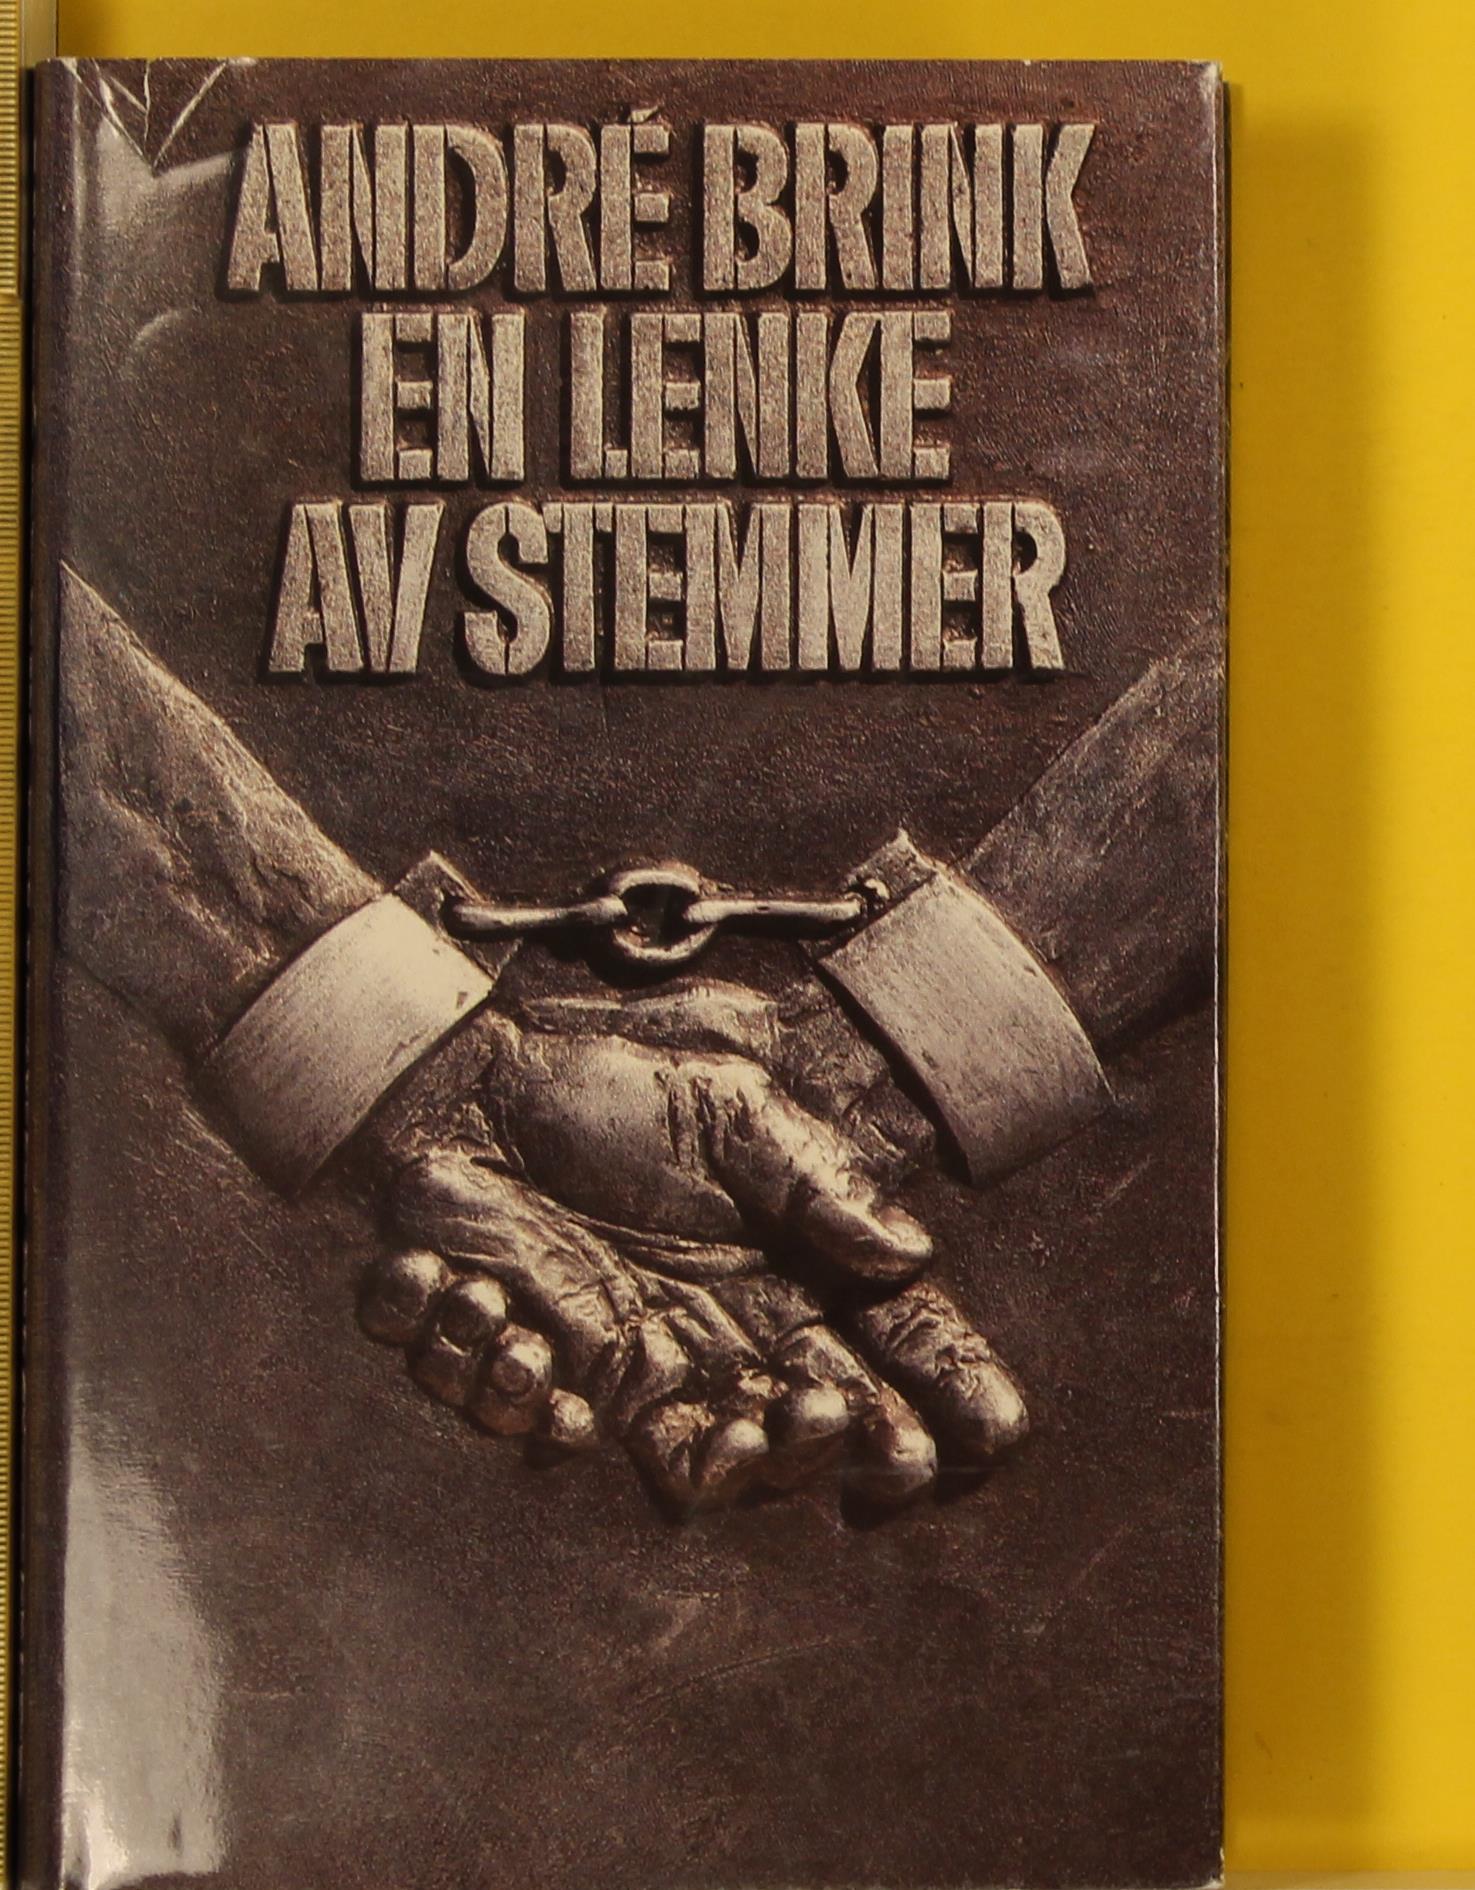 ANDRÉ BRINK
EN LENKE
AV STEMMER